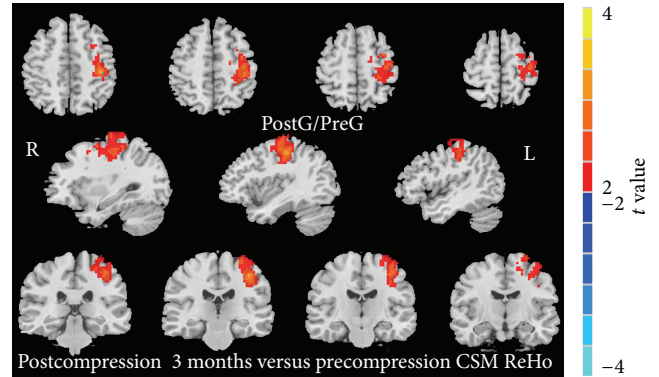 PostG/PreG
R
L
Postcompression 3 months versus precompression CSM ReHo
4
2
−2
−4
t value